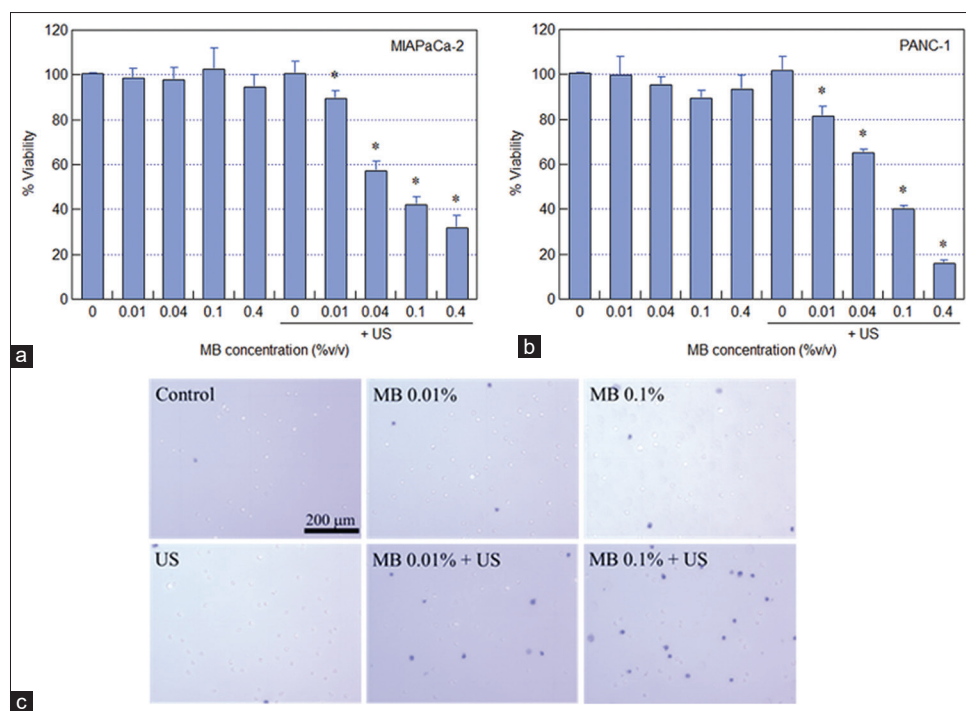 120
100
80
60
40
20
0
% Viability
MIAPaCa-2
* * * *
0 0.01 0.04 0.1 0.4 0 0.01 0.04 0.1 0.4
+ US
MB concentration (%v/v)
a
120
100
80
60
40
20
0
% Viability
PANC-1
* * * *
0 0.01 0.04 0.1 0.4 0 0.01 0.04 0.1 0.4
+ US
MB concentration (%v/v)
b
Control MB 0.01% MB 0.1%
200 µm
US MB 0.01% + US MB 0.1% + US
c